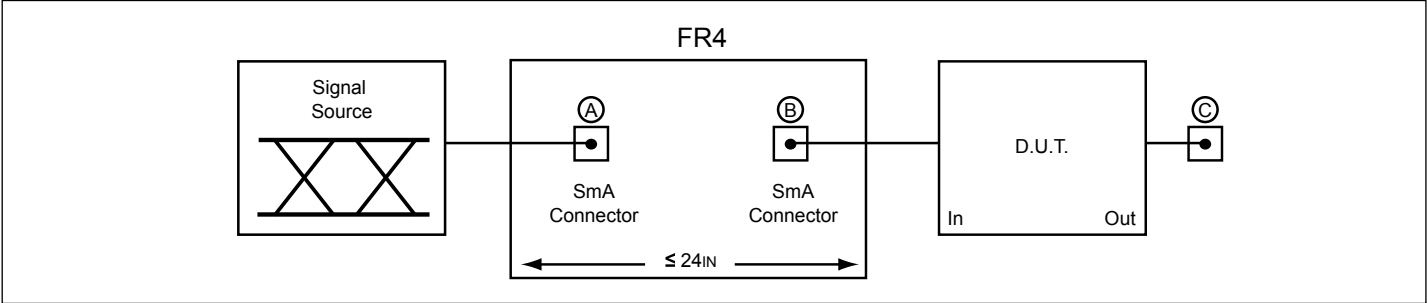 FR4
Signal
Source
A
B
C
D.U.T.
SmA
Connector
SmA
Connector
In
Out
≤ 24IN